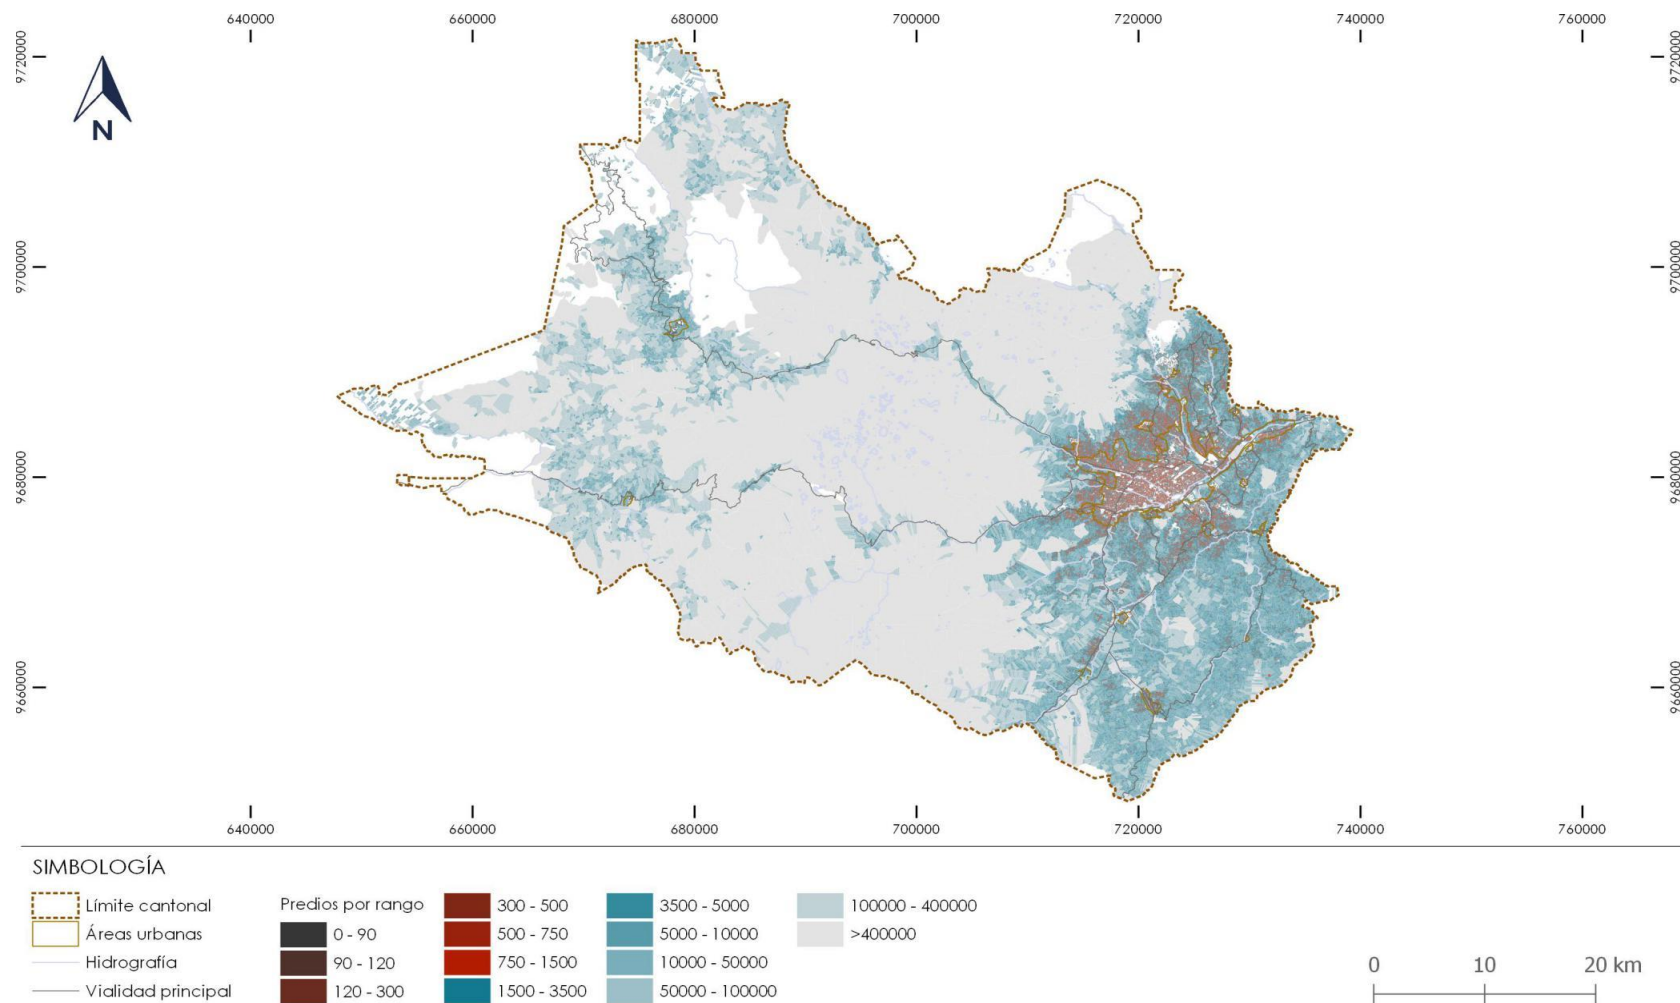 640000 660000 680000 700000 720000 740000 760000
9720000 9720000
N
9700000 9700000
9680000 9680000
9660000 9660000
640000 660000 680000 700000 720000 740000 760000
SIMBOLOGÍA
Límite cantonal
Áreas urbanas
Hidrografía
Vialidad principal
Predios por rango
0 - 90
90 - 120
120 - 300
300 - 500
500 - 750
750 - 1500
1500 - 3500
3500 - 5000
5000 - 10000
10000 - 50000
50000 - 100000
100000 - 400000
>400000
0 10 20 km